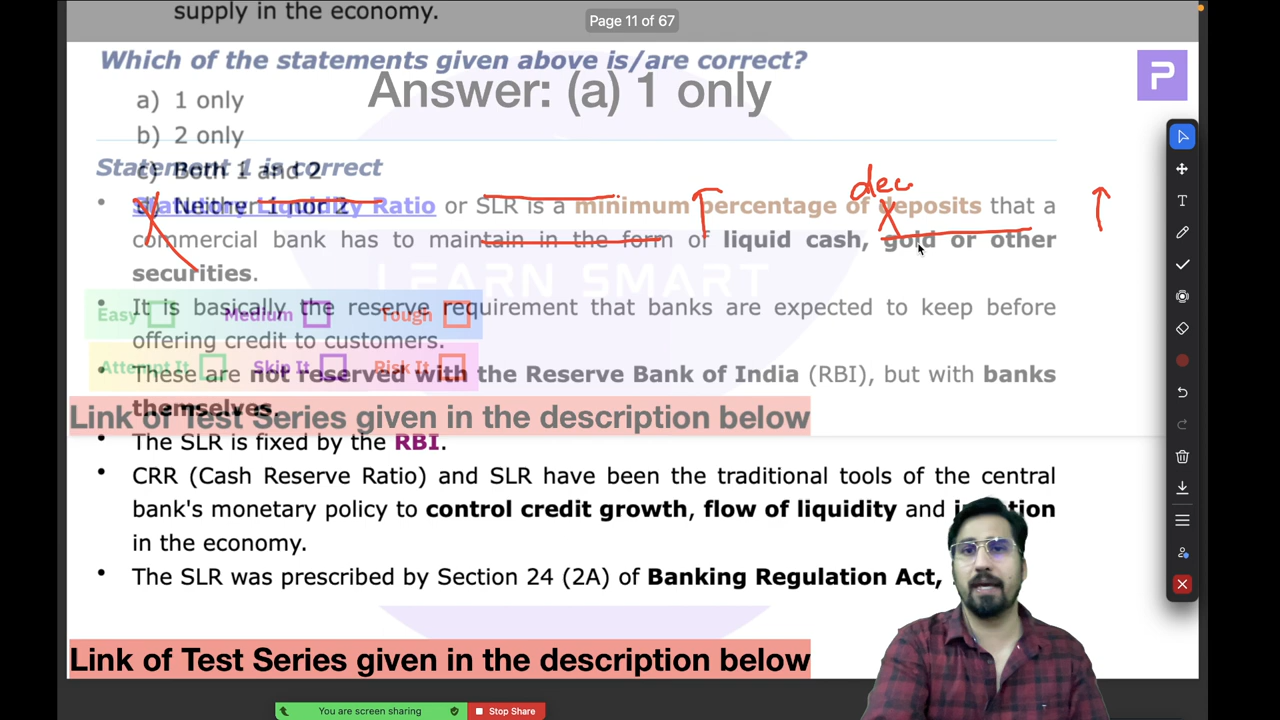 supply in the economy.
Page 11 of 67
Which of the statements given above is/are correct?
Answer: (a) 1 only
a) 1 only
b) 2 only
Statement 1 is correct
c) Both 1 and 2
dec
d) Neither 1 nor 2
• Statutory Liquidity Ratio or SLR is a minimum percentage of deposits that a
commercial bank has to maintain in the form of liquid cash, gold or other
securities.
LEARN SMART
• It is basically the reserve requirement that banks are expected to keep before
Easy Medium Tough
offering credit to customers.
Attempt It Skip It Risk It
• These are not reserved with the Reserve Bank of India (RBI), but with banks
themselves.
Link of Test Series given in the description below
• The SLR is fixed by the RBI.
• CRR (Cash Reserve Ratio) and SLR have been the traditional tools of the central
bank's monetary policy to control credit growth, flow of liquidity and
in the economy.
• The SLR was prescribed by Section 24 (2A) of Banking Regulation Act,
Link of Test Series given in the description below
You are screen sharing
Stop Share